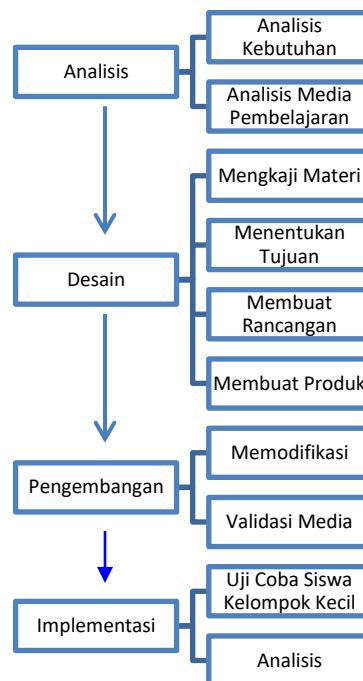 Analisis
Analisis
Kebutuhan
Analisis Media
Pembelajaran
Desain
Mengkaji Materi
Menentukan
Tujuan
Membuat
Rancangan
Membuat Produk
Pengembangan
Memodifikasi
Validasi Media
Implementasi
Uji Coba Siswa
Kelompok Kecil
Analisis